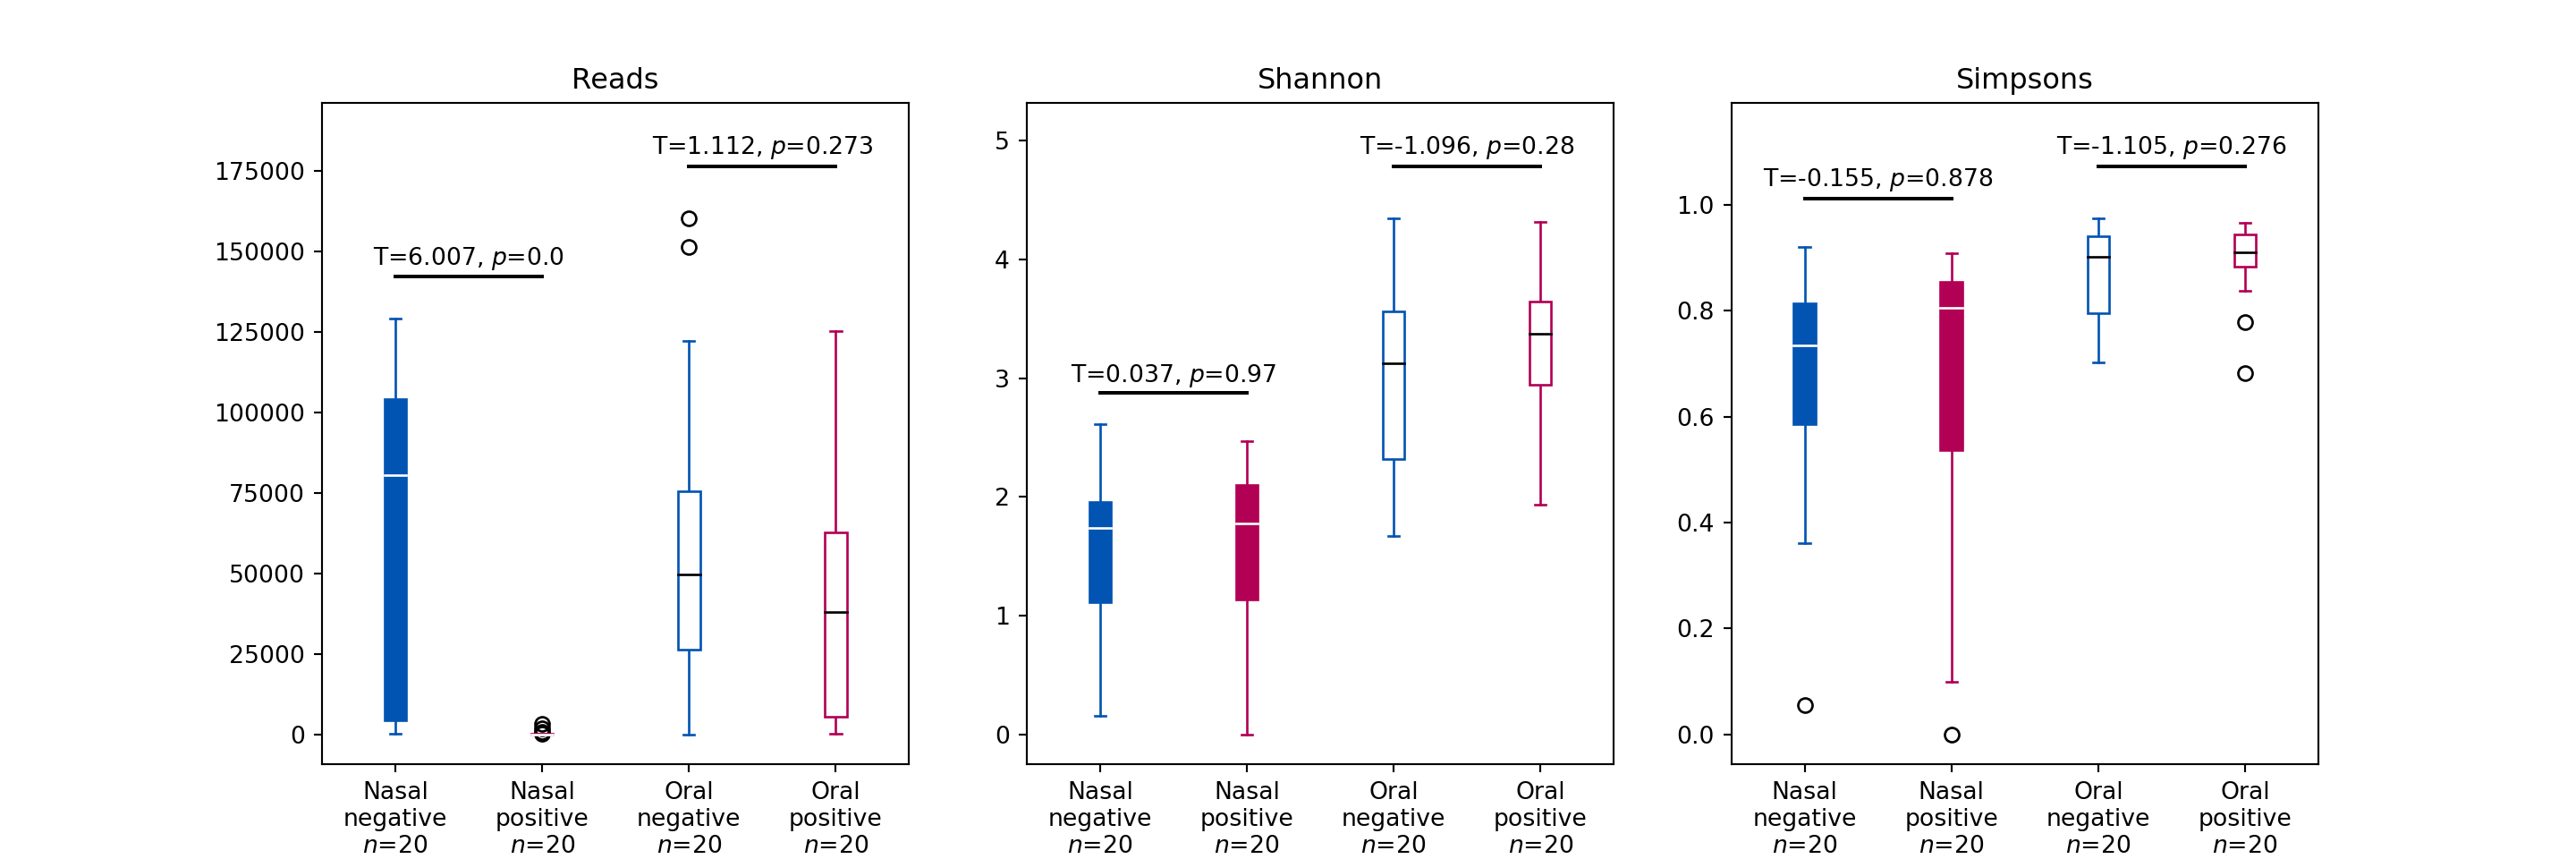 Reads
T=1.112, p=0.273
T=6.007, p=0.0
175000
150000
125000
100000
75000
50000
25000
0
Nasal
negative
n=20
Nasal
positive
n=20
Oral
negative
n=20
Oral
positive
n=20
Shannon
T=-1.096, p=0.28
T=0.037, p=0.97
5
4
3
2
1
0
Nasal
negative
n=20
Nasal
positive
n=20
Oral
negative
n=20
Oral
positive
n=20
Simpsons
T=-1.105, p=0.276
T=-0.155, p=0.878
1.0
0.8
0.6
0.4
0.2
0.0
Nasal
negative
n=20
Nasal
positive
n=20
Oral
negative
n=20
Oral
positive
n=20